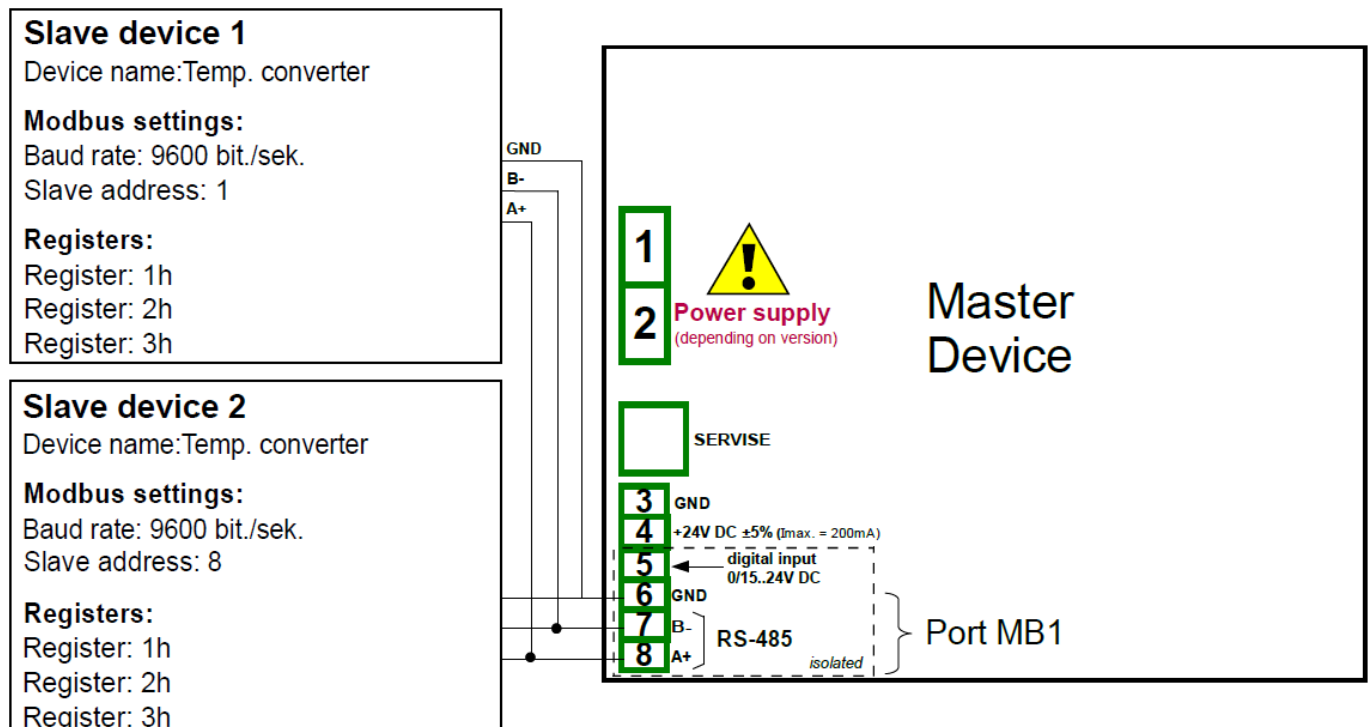 Slave device 1
Device name:Temp. converter
Modbus settings:
Baud rate: 9600 bit./sek.
Slave address: 1
Registers:
Register: 1h
Register: 2h
Register: 3h
Slave device 2
Device name:Temp. converter
Modbus settings:
Baud rate: 9600 bit./sek.
Slave address: 8
Registers:
Register: 1h
Register: 2h
Register: 3h
GND
B-
A+
1
2
Power supply
(depending on version)
Master
Device
SERVISE
3 GND
4 +24V DC ±5% (Imax. = 200mA)
5 digital input
0/15..24V DC
6 GND
7 B-
8 A+
RS-485
isolated
Port MB1